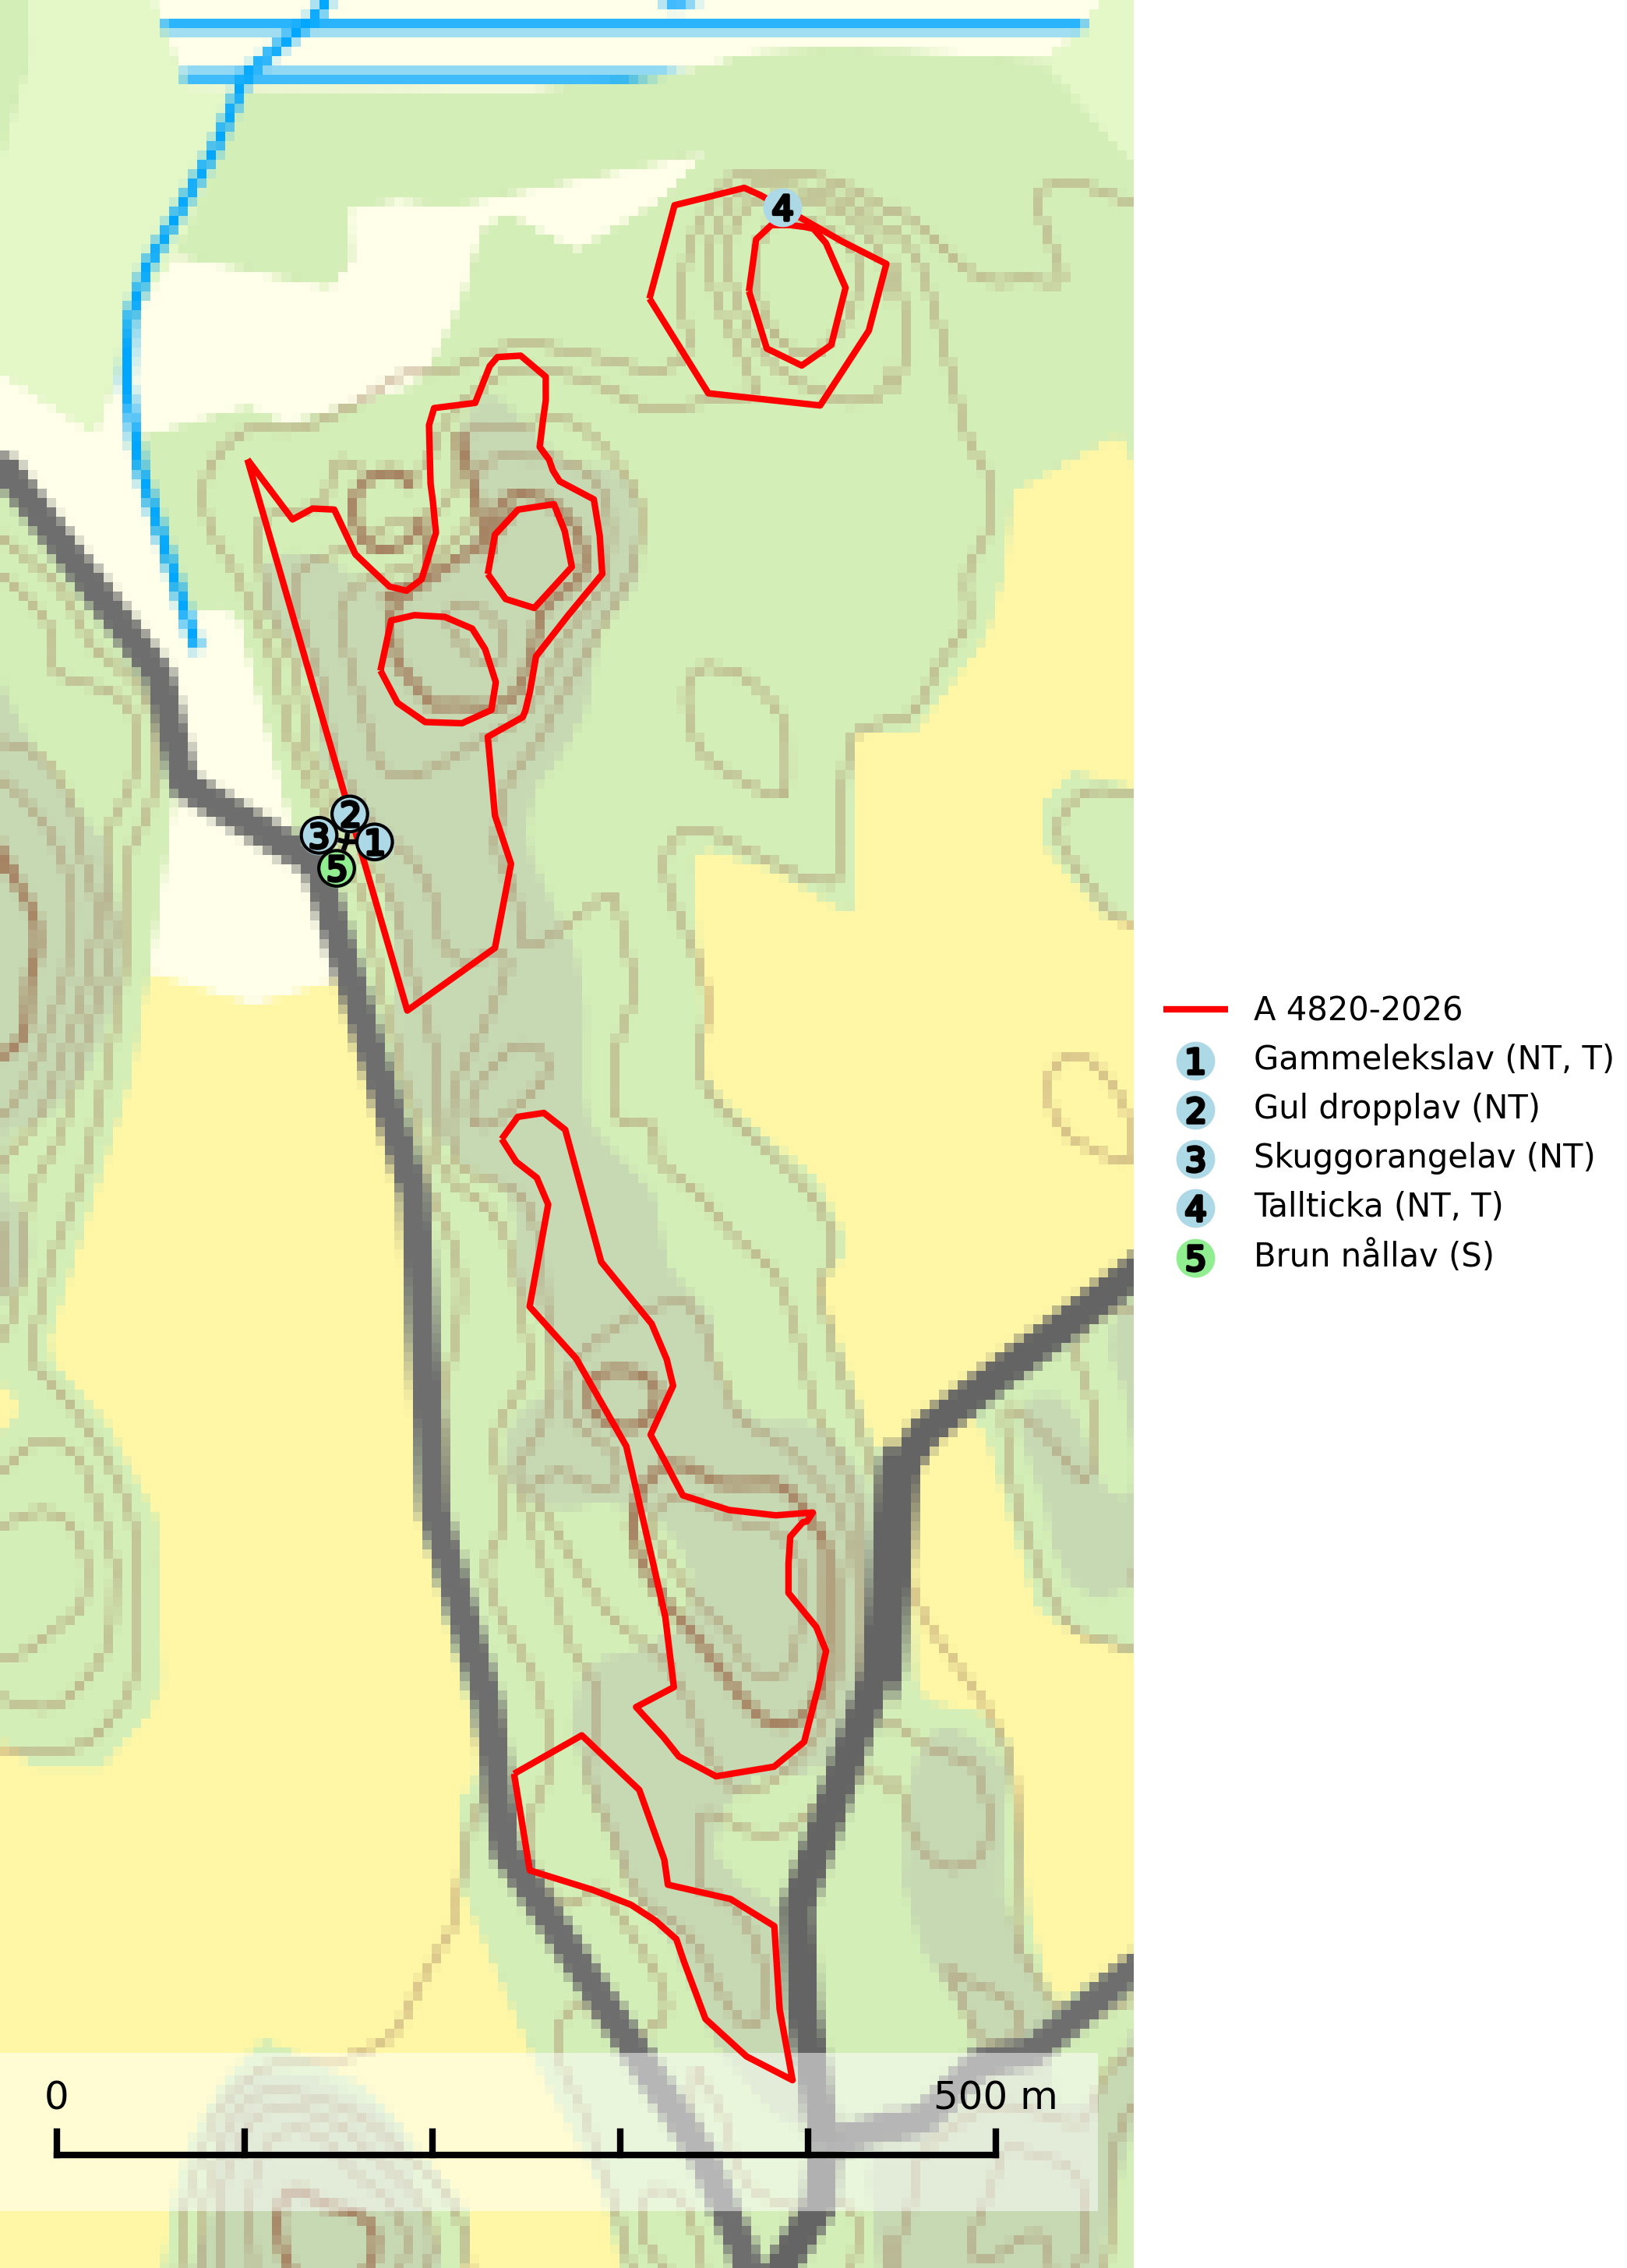 4
2
3
1
5
A 4820-2026
1 Gammelekslav (NT, T)
2 Gul dropplav (NT)
3 Skuggorangelav (NT)
4 Tallticka (NT, T)
5 Brun nållav (S)
0 500 m